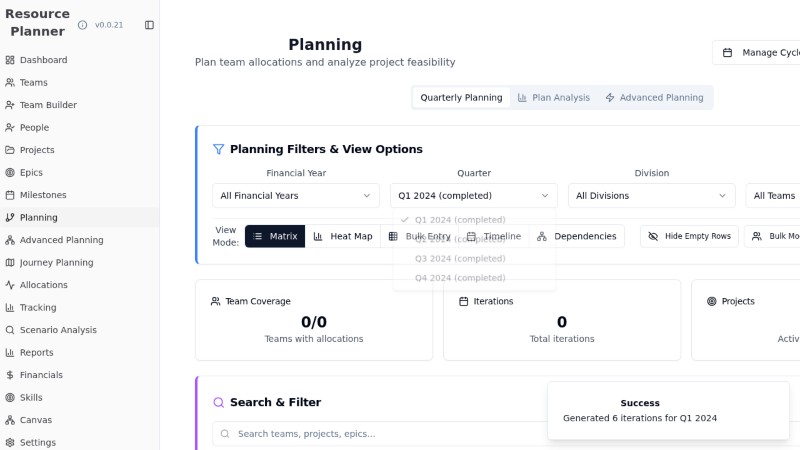 Resource Planner
v0.0.21
Dashboard
Teams
Team Builder
People
Projects
Epics
Milestones
Planning
Advanced Planning
Journey Planning
Allocations
Tracking
Scenario Analysis
Reports
Financials
Skills
Canvas
Settings
Planning
Plan team allocations and analyze project feasibility
Manage Cycle
Quarterly Planning
Plan Analysis
Advanced Planning
Planning Filters & View Options
Financial Year
Quarter
Division
All Financial Years
Q1 2024 (completed)
All Divisions
All Teams
Q1 2024 (completed)
Q2 2024 (completed)
Q3 2024 (completed)
Q4 2024 (completed)
View Mode:
Matrix
Heat Map
Bulk Entry
Timeline
Dependencies
Hide Empty Rows
Bulk Mo
Team Coverage
0/0
Teams with allocations
Iterations
0
Total iterations
Projects
Activ
Search & Filter
Search teams, projects, epics...
Success
Generated 6 iterations for Q1 2024